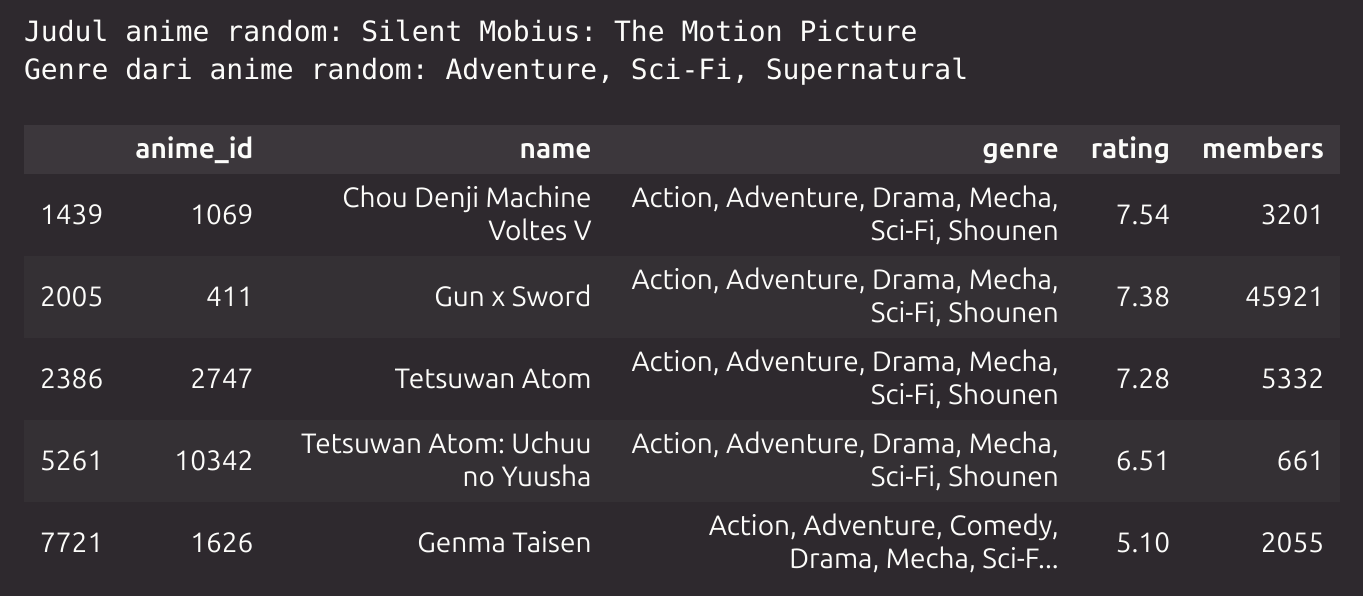 Judul anime random: Silent Mobius: The Motion Picture
Genre dari anime random: Adventure, Sci-Fi, Supernatural
anime_id name genre rating members
1439 1069 Chou Denji Machine Voltes V Action, Adventure, Drama, Mecha, Sci-Fi, Shounen 7.54 3201
2005 411 Gun x Sword Action, Adventure, Drama, Mecha, Sci-Fi, Shounen 7.38 45921
2386 2747 Tetsuwan Atom Action, Adventure, Drama, Mecha, Sci-Fi, Shounen 7.28 5332
5261 10342 Tetsuwan Atom: Uchuu no Yuusha Action, Adventure, Drama, Mecha, Sci-Fi, Shounen 6.51 661
7721 1626 Genma Taisen Action, Adventure, Comedy, Drama, Mecha, Sci-F... 5.10 2055